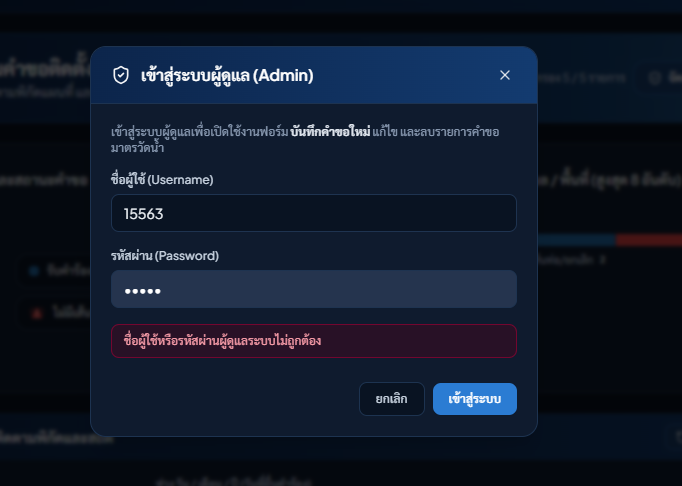 เข้าสู่ระบบผู้ดูแล (Admin)
เข้าสู่ระบบผู้ดูแลเพื่อเปิดใช้งานฟอร์ม บันทึกคำขอใหม่ แก้ไข และลบรายการคำขอ
มาตรวัดน้ำ
ชื่อผู้ใช้ (Username)
15563
รหัสผ่าน (Password)
•••••
ชื่อผู้ใช้หรือรหัสผ่านผู้ดูแลระบบไม่ถูกต้อง
ยกเลิก
เข้าสู่ระบบ